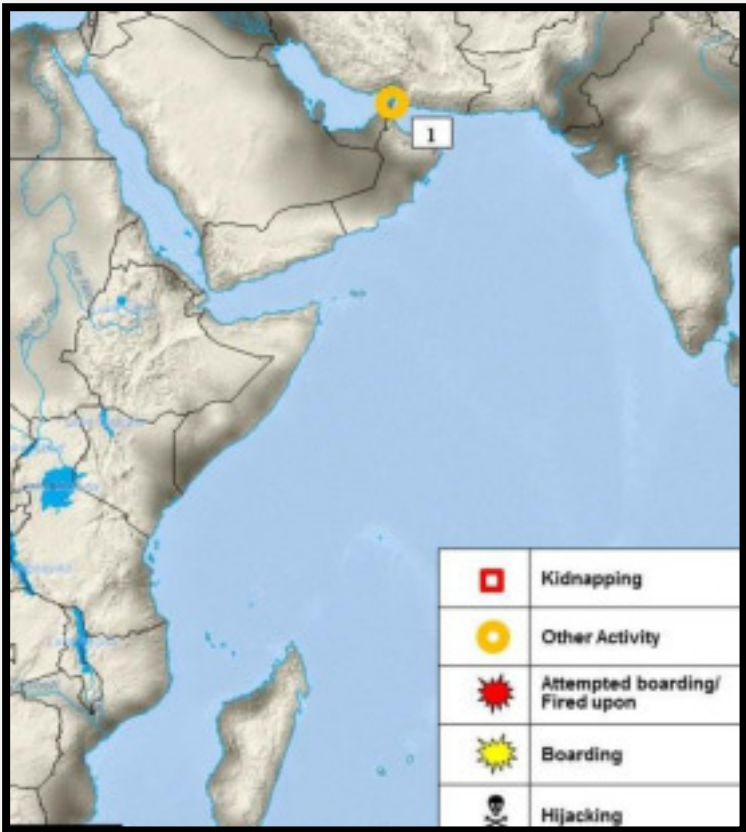 1
Kidnapping
Other Activity
Attempted boarding/
Fired upon
Boarding
Hijacking